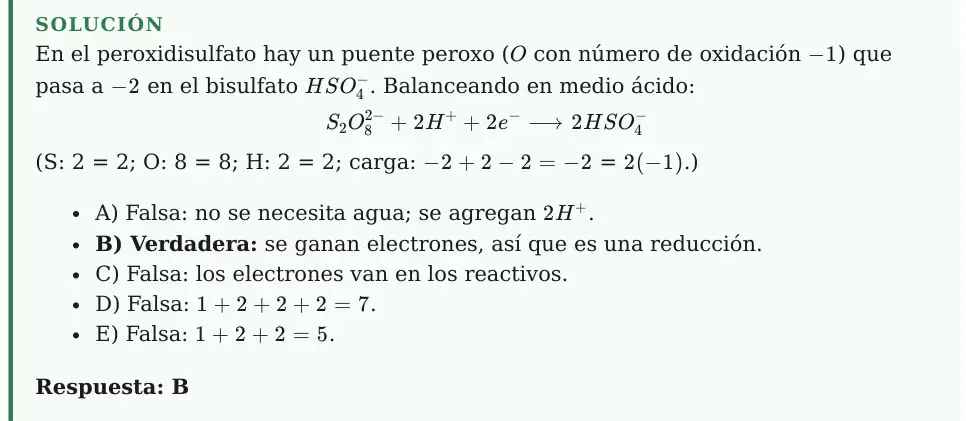 SOLUCIÓN
En el peroxidisulfato hay un puente peroxo (O con número de oxidación −1) que
pasa a −2 en el bisulfato HSO₄⁻. Balanceando en medio ácido:
S₂O₈²⁻ + 2H⁺ + 2e⁻ ⟶ 2HSO₄⁻
(S: 2 = 2; O: 8 = 8; H: 2 = 2; carga: −2 + 2 − 2 = −2 = 2(−1).)
• A) Falsa: no se necesita agua; se agregan 2H⁺.
• B) Verdadera: se ganan electrones, así que es una reducción.
• C) Falsa: los electrones van en los reactivos.
• D) Falsa: 1 + 2 + 2 + 2 = 7.
• E) Falsa: 1 + 2 + 2 = 5.
Respuesta: B